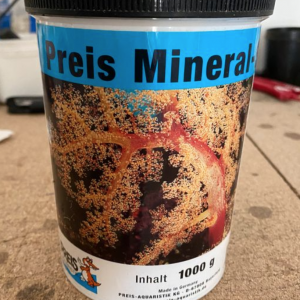 Preis Mineral-
Inhalt 1000 g
Made in Germany
PREIS-AQUARISTIK KG